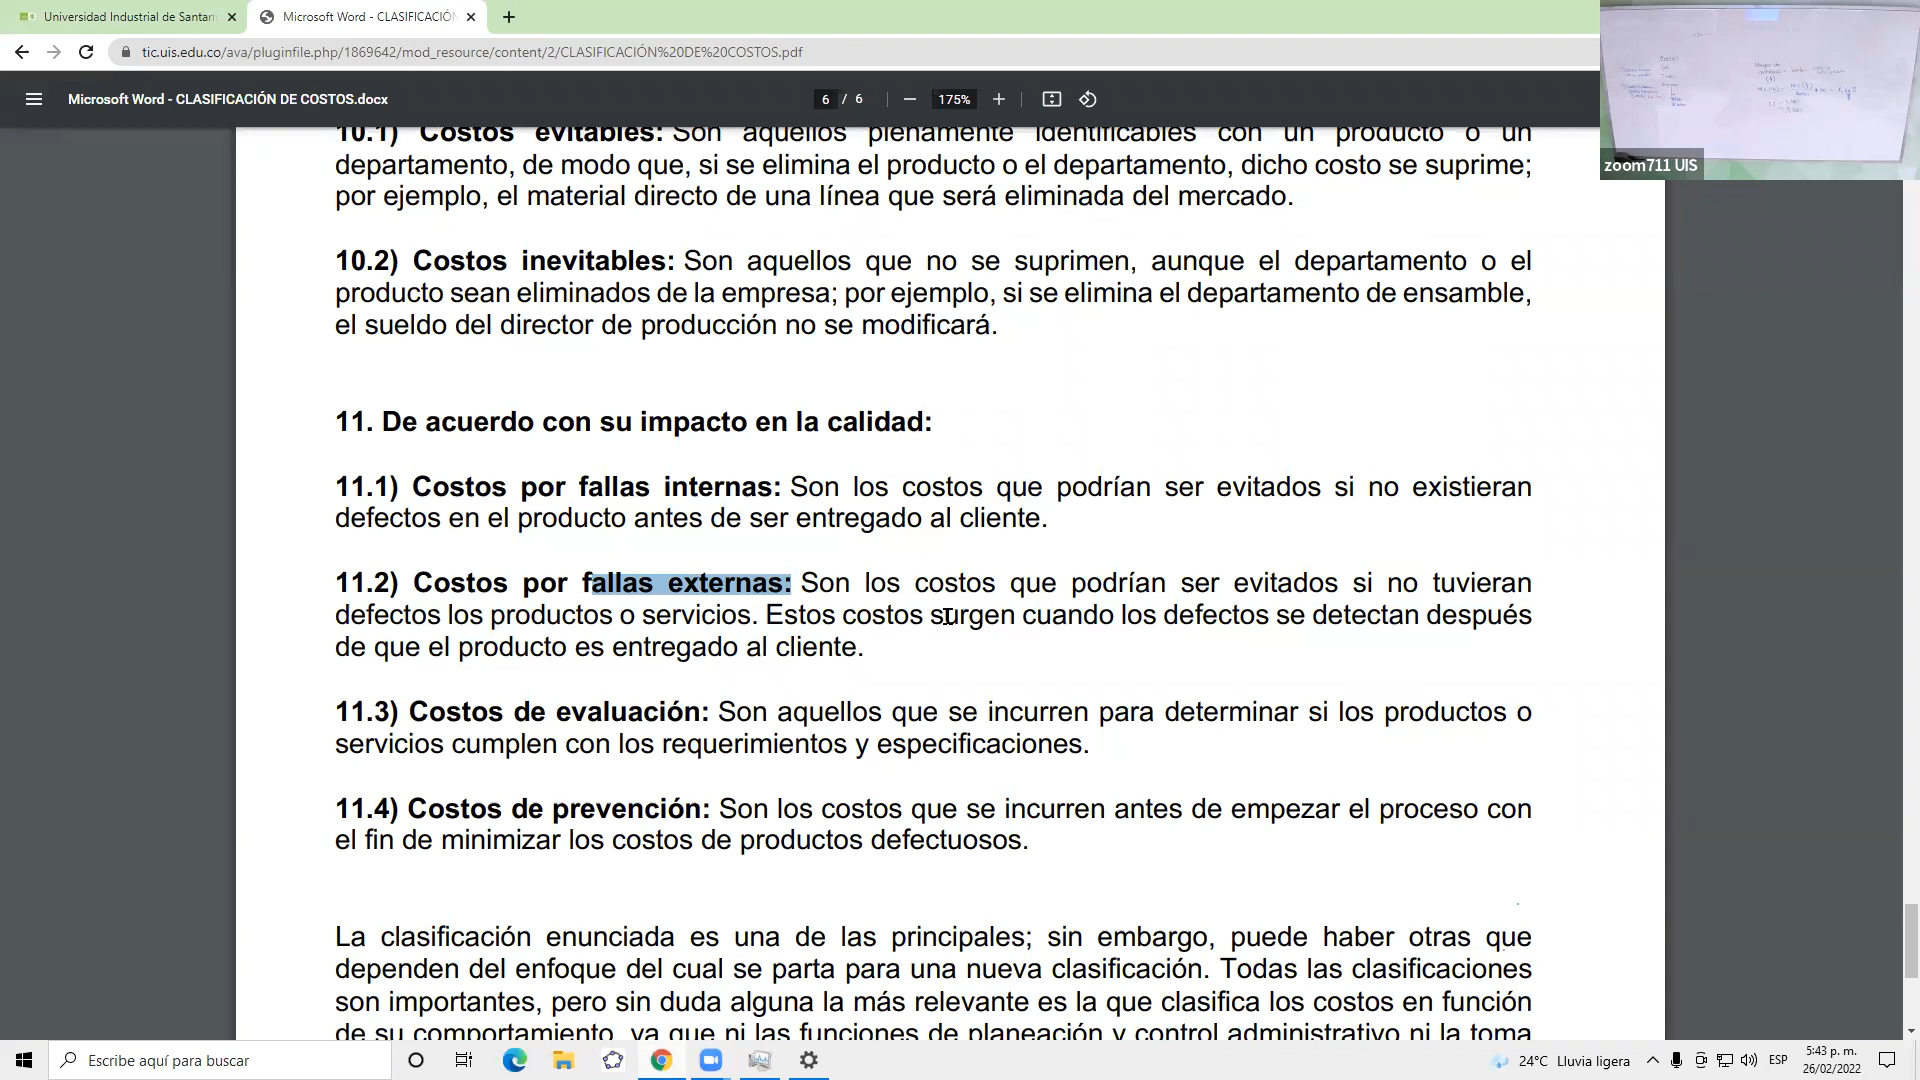 Universidad Industrial de Santan
Microsoft Word - CLASIFICACIÓN
tic.uis.edu.co/ava/pluginfile.php/1869642/mod_resource/content/2/CLASIFICACIÓN%20DE%20COSTOS.pdf
Microsoft Word - CLASIFICACIÓN DE COSTOS.docx
6 / 6
175%
zoom711 UIS
10.1) Costos evitables: Son aquellos plenamente identificables con un producto o un
departamento, de modo que, si se elimina el producto o el departamento, dicho costo se suprime;
por ejemplo, el material directo de una línea que será eliminada del mercado.
10.2) Costos inevitables: Son aquellos que no se suprimen, aunque el departamento o el
producto sean eliminados de la empresa; por ejemplo, si se elimina el departamento de ensamble,
el sueldo del director de producción no se modificará.
11. De acuerdo con su impacto en la calidad:
11.1) Costos por fallas internas: Son los costos que podrían ser evitados si no existieran
defectos en el producto antes de ser entregado al cliente.
11.2) Costos por fallas externas: Son los costos que podrían ser evitados si no tuvieran
defectos los productos o servicios. Estos costos surgen cuando los defectos se detectan después
de que el producto es entregado al cliente.
11.3) Costos de evaluación: Son aquellos que se incurren para determinar si los productos o
servicios cumplen con los requerimientos y especificaciones.
11.4) Costos de prevención: Son los costos que se incurren antes de empezar el proceso con
el fin de minimizar los costos de productos defectuosos.
La clasificación enunciada es una de las principales; sin embargo, puede haber otras que
dependen del enfoque del cual se parta para una nueva clasificación. Todas las clasificaciones
son importantes, pero sin duda alguna la más relevante es la que clasifica los costos en función
de su comportamiento, ya que ni las funciones de planeación y control administrativo ni la toma
Escribe aquí para buscar
24°C Lluvia ligera
ESP
5:43 p. m.
26/02/2022